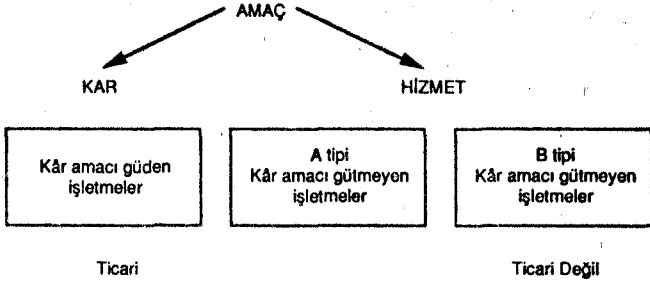 AMAÇ
KAR
HİZMET
Kâr amacı güden
işletmeler
A tipi
Kâr amacı gütmeyen
işletmeler
B tipi
Kâr amacı gütmeyen
işletmeler
Ticari
Ticari Değil